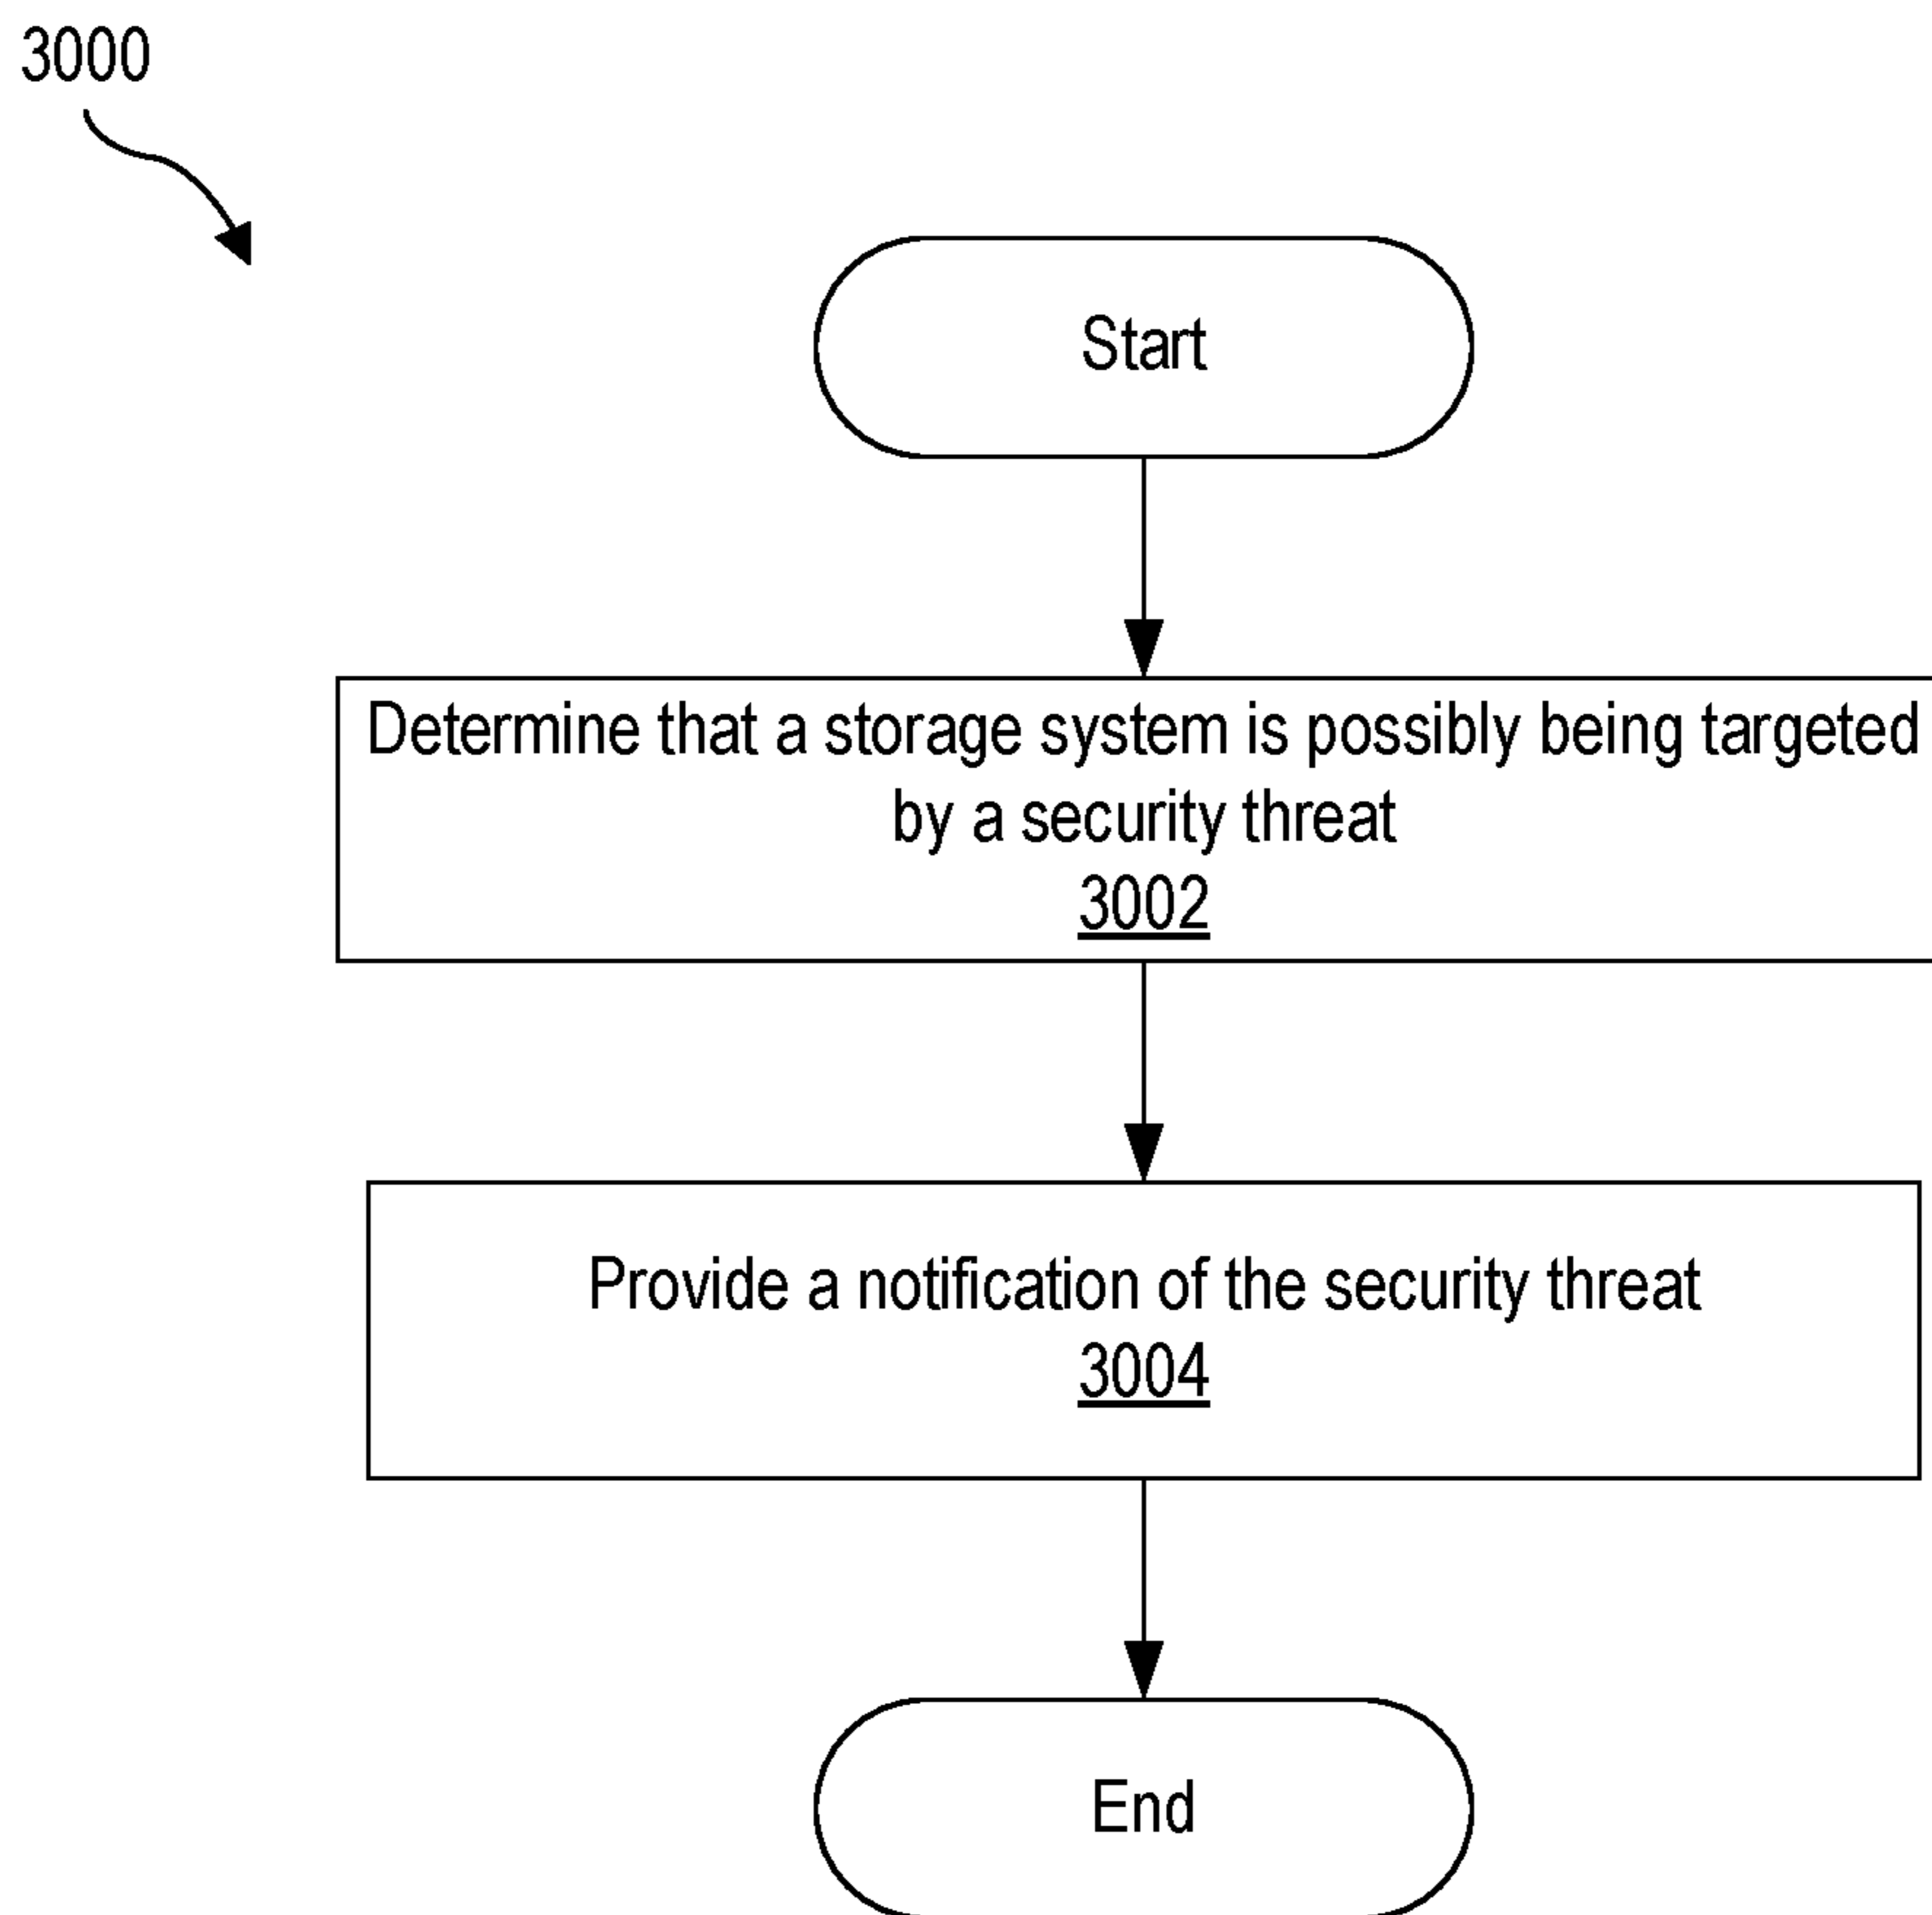 3000
Start
Determine that a storage system is possibly being targeted
by a security threat
3002
Provide a notification of the security threat
3004
End